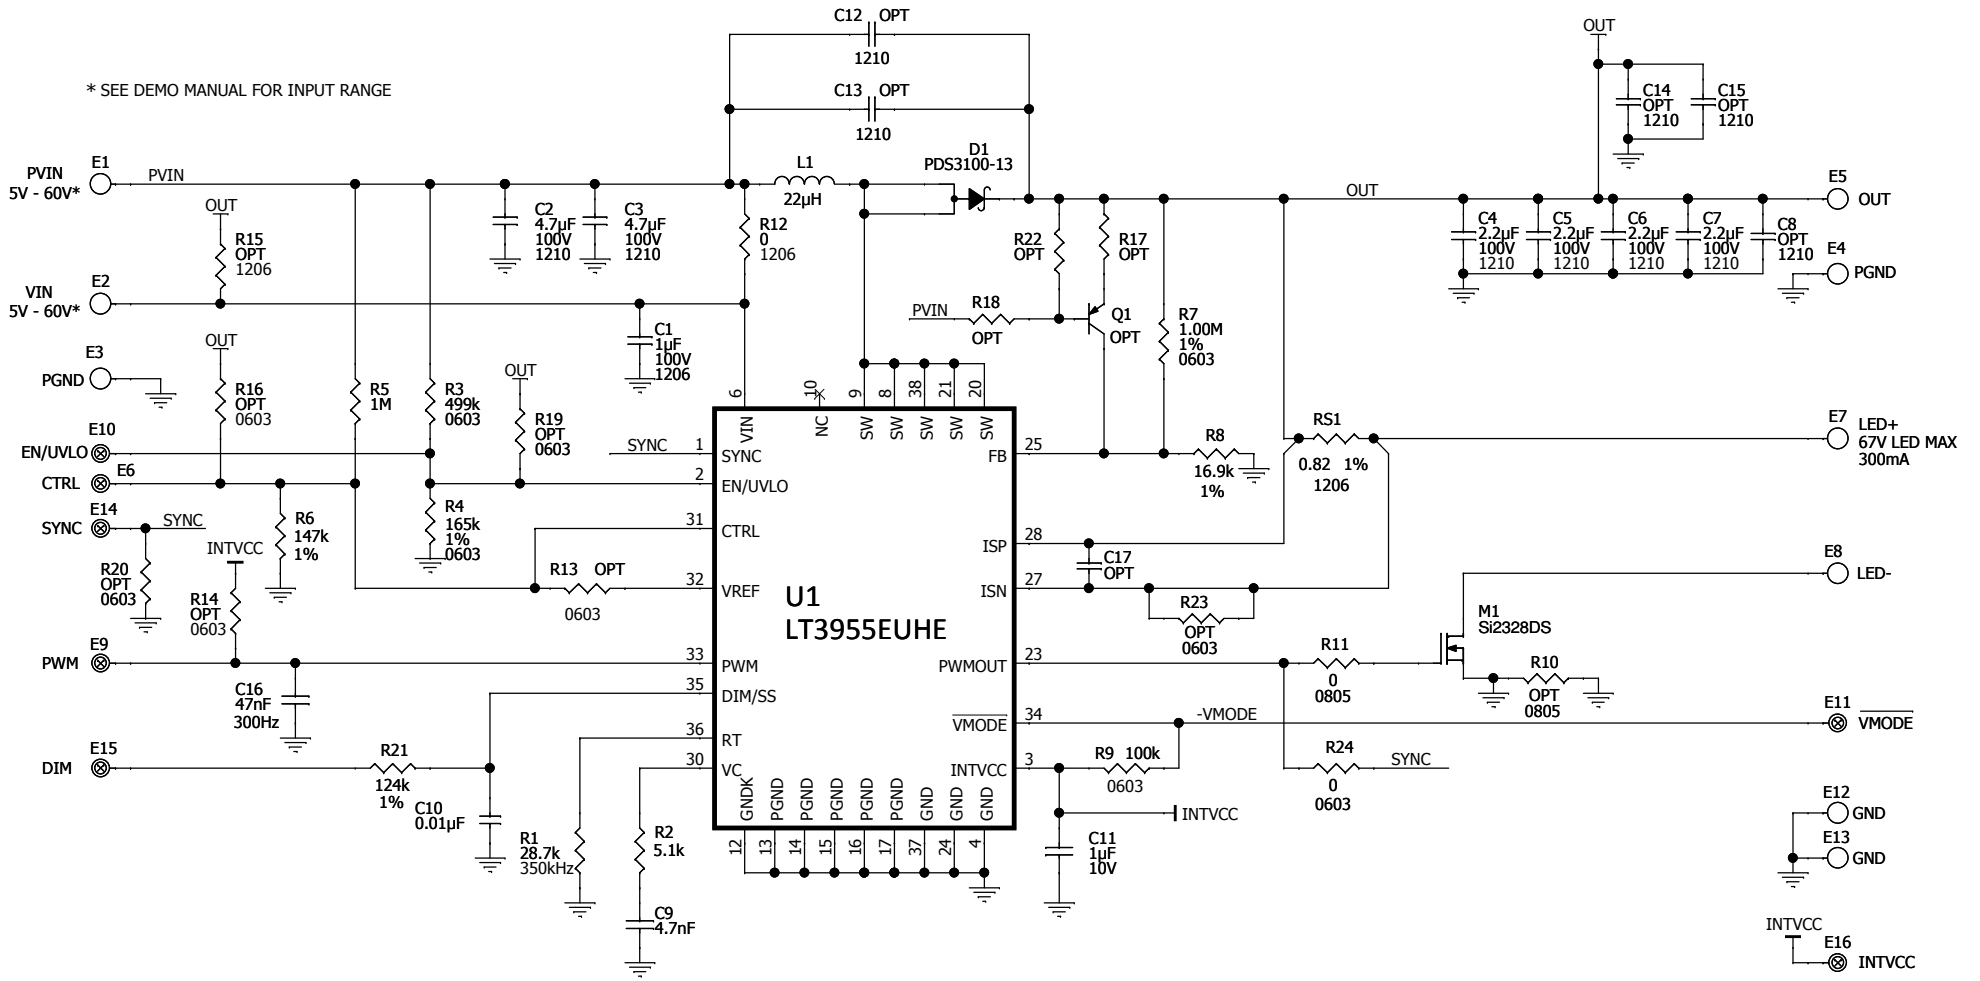 * SEE DEMO MANUAL FOR INPUT RANGE
C12 OPT
1210
C13 OPT
1210
OUT
C14
OPT
1210
C15
OPT
1210
PVIN
5V - 60V*
E1
PVIN
L1
22µH
D1
PDS3100-13
OUT
E5
OUT
OUT
R15
OPT
1206
C2
4.7µF
100V
1210
C3
4.7µF
100V
1210
R12
0
1206
R22
OPT
R17
OPT
C4
2.2µF
100V
1210
C5
2.2µF
100V
1210
C6
2.2µF
100V
1210
C7
2.2µF
100V
1210
C8
OPT
1210
E4
PGND
VIN
5V - 60V*
E2
C1
1µF
100V
1206
PVIN
R18
OPT
Q1
OPT
R7
1.00M
1%
0603
E3
PGND
OUT
R16
OPT
0603
R5
1M
R3
499k
0603
OUT
R19
OPT
0603
6
10
9
8
38
21
20
VIN
NC
SW
SW
SW
SW
SW
E10
EN/UVLO
E6
CTRL
E14
SYNC
SYNC
R20
OPT
0603
INTVCC
R14
OPT
0603
R6
147k
1%
R4
165k
1%
0603
SYNC
1
SYNC
2
EN/UVLO
31
CTRL
R13 OPT
0603
32
VREF
U1
LT3955EUHE
25
FB
R8
16.9k
1%
RS1
0.82 1%
1206
E7
LED+
67V LED MAX
300mA
28
ISP
C17
OPT
27
ISN
R23
OPT
0603
E8
LED-
M1
Si2328DS
E9
PWM
C16
47nF
300Hz
33
PWM
35
DIM/SS
23
PWMOUT
R11
0
0805
R10
OPT
0805
34
VMODE
-VMODE
E11
VMODE
E15
DIM
R21
124k
1%
C10
0.01µF
36
RT
30
VC
3
INTVCC
R9 100k
0603
R24
0
0603
SYNC
INTVCC
C11
1µF
10V
R1
28.7k
350kHz
R2
5.1k
C9
4.7nF
GNDK
PGND
PGND
PGND
PGND
PGND
GND
GND
GND
12
13
14
15
16
17
37
24
4
E12
GND
E13
GND
INTVCC
E16
INTVCC